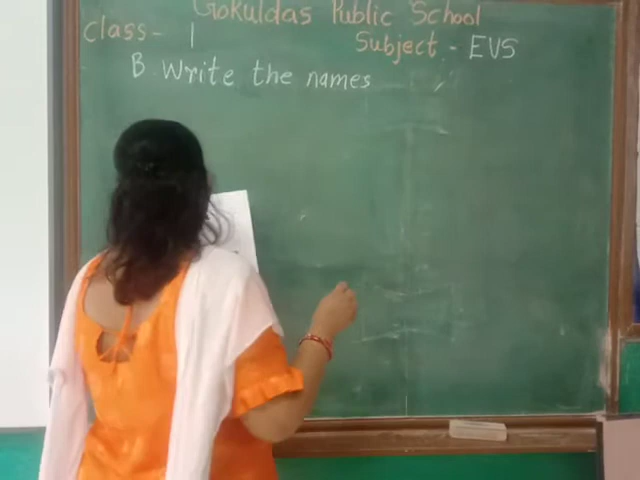 Gokuldas Public School
Class - 1
Subject - EVS
B. Write the names